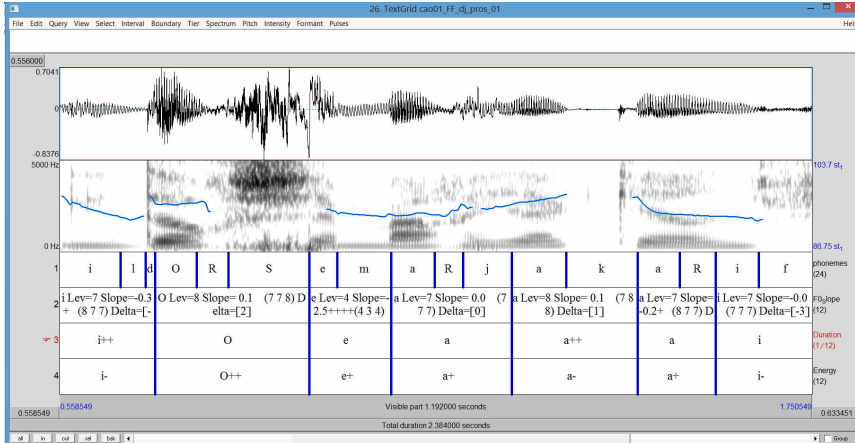 26. TextGrid cao01_FF_dj_pros_01
File Edit Query View Select Interval Boundary Tier Spectrum Pitch Intensity Formant Pulses Hel
0.556000
0.7041
0
-0.8376
5000 Hz 103.7 st₁
0 Hz 86.75 st₁
1 i l d O R S e m a R j a k a R i f phonemes (24)
2 i Lev=7 Slope=-0.3 + (8 7 7) Delta=[- O Lev=8 Slope= 0.1 (7 7 8) D elta=[2] e Lev=4 Slope=- 2.5++++(4 3 4) a Lev=7 Slope= 0.0 (7 7 7) Delta=[0] a Lev=8 Slope= 0.1 (7 8 8) Delta=[1] a Lev=7 Slope= -0.2+ (8 7 7) D i Lev=7 Slope=-0.0 (7 7 7) Delta=[-3] F0slope (12)
3 i++ O e a a++ a i Duration (1/12)
4 i- O++ e+ a+ a- a+ i- Energy (12)
0.558549 0.558549 Visible part 1.192000 seconds 1.750549 0.633451
Total duration 2.384000 seconds
all in out sel bak Group